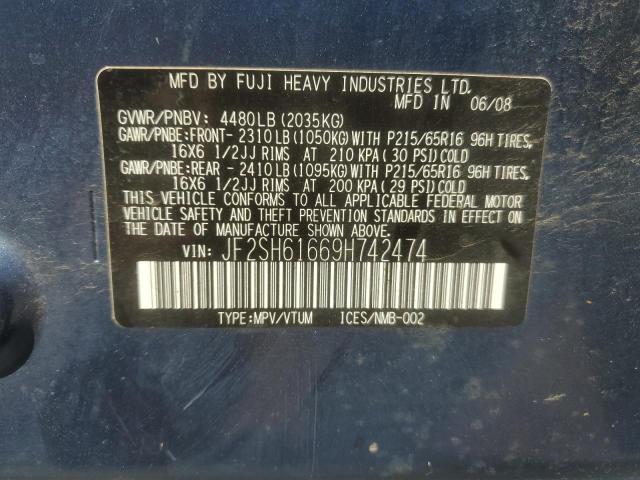 MFD BY FUJI HEAVY INDUSTRIES LTD.
MFD IN 06/08
GVWR/PNBV: 4480LB(2035KG)
GAWR/PNBE:FRONT- 2310LB(1050KG)WITH P215/65R16 96H TIRES,
16X6 1/2JJ RIMS AT 210 KPA(30 PSI)COLD
GAWR/PNBE:REAR - 2410LB(1095KG)WITH P215/65R16 96H TIRES,
16X6 1/2JJ RIMS AT 200 KPA(29 PSI)COLD
THIS VEHICLE CONFORMS TO ALL APPLICABLE FEDERAL MOTOR
VEHICLE SAFETY AND THEFT PREVENTION STANDARDS IN EFFECT ON
THE DATE OF MANUFACTURE SHOWN ABOVE.
VIN: JF2SH61669H742474
TYPE:MPV/VTUM ICES/NMB-002